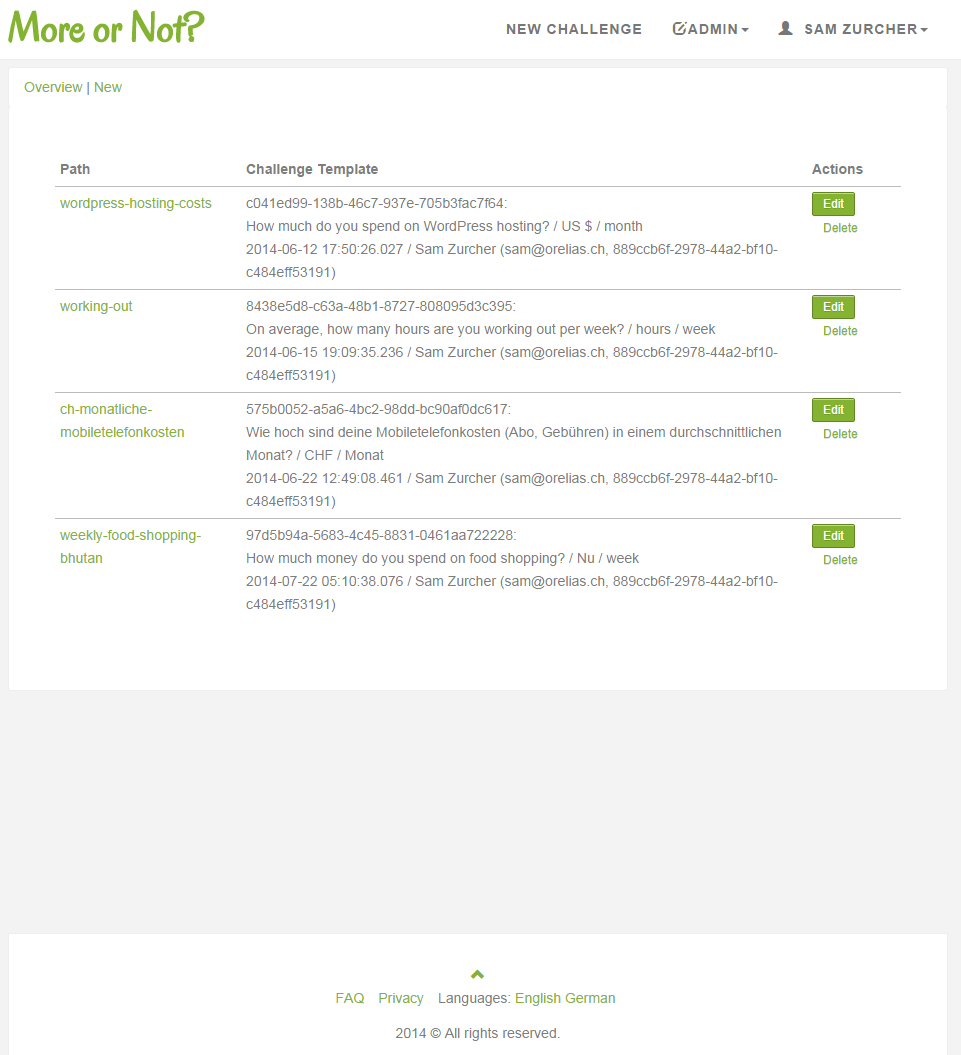 More or Not?
NEW CHALLENGE ADMIN SAM ZURCHER
Overview | New
Path Challenge Template Actions
wordpress-hosting-costs
c041ed99-138b-46c7-937e-705b3fac7f64:
How much do you spend on WordPress hosting? / US $ / month
2014-06-12 17:50:26.027 / Sam Zurcher (sam@orelias.ch, 889ccb6f-2978-44a2-bf10-
c484eff53191)
Edit
Delete
working-out
8438e5d8-c63a-48b1-8727-808095d3c395:
On average, how many hours are you working out per week? / hours / week
2014-06-15 19:09:35.236 / Sam Zurcher (sam@orelias.ch, 889ccb6f-2978-44a2-bf10-
c484eff53191)
Edit
Delete
ch-monatliche-
mobiletelefonkosten
575b0052-a5a6-4bc2-98dd-bc90af0dc617:
Wie hoch sind deine Mobiletelefonkosten (Abo, Gebühren) in einem durchschnittlichen
Monat? / CHF / Monat
2014-06-22 12:49:08.461 / Sam Zurcher (sam@orelias.ch, 889ccb6f-2978-44a2-bf10-
c484eff53191)
Edit
Delete
weekly-food-shopping-
bhutan
97d5b94a-5683-4c45-8831-0461aa722228:
How much money do you spend on food shopping? / Nu / week
2014-07-22 05:10:38.076 / Sam Zurcher (sam@orelias.ch, 889ccb6f-2978-44a2-bf10-
c484eff53191)
Edit
Delete
FAQ Privacy Languages: English German
2014 © All rights reserved.